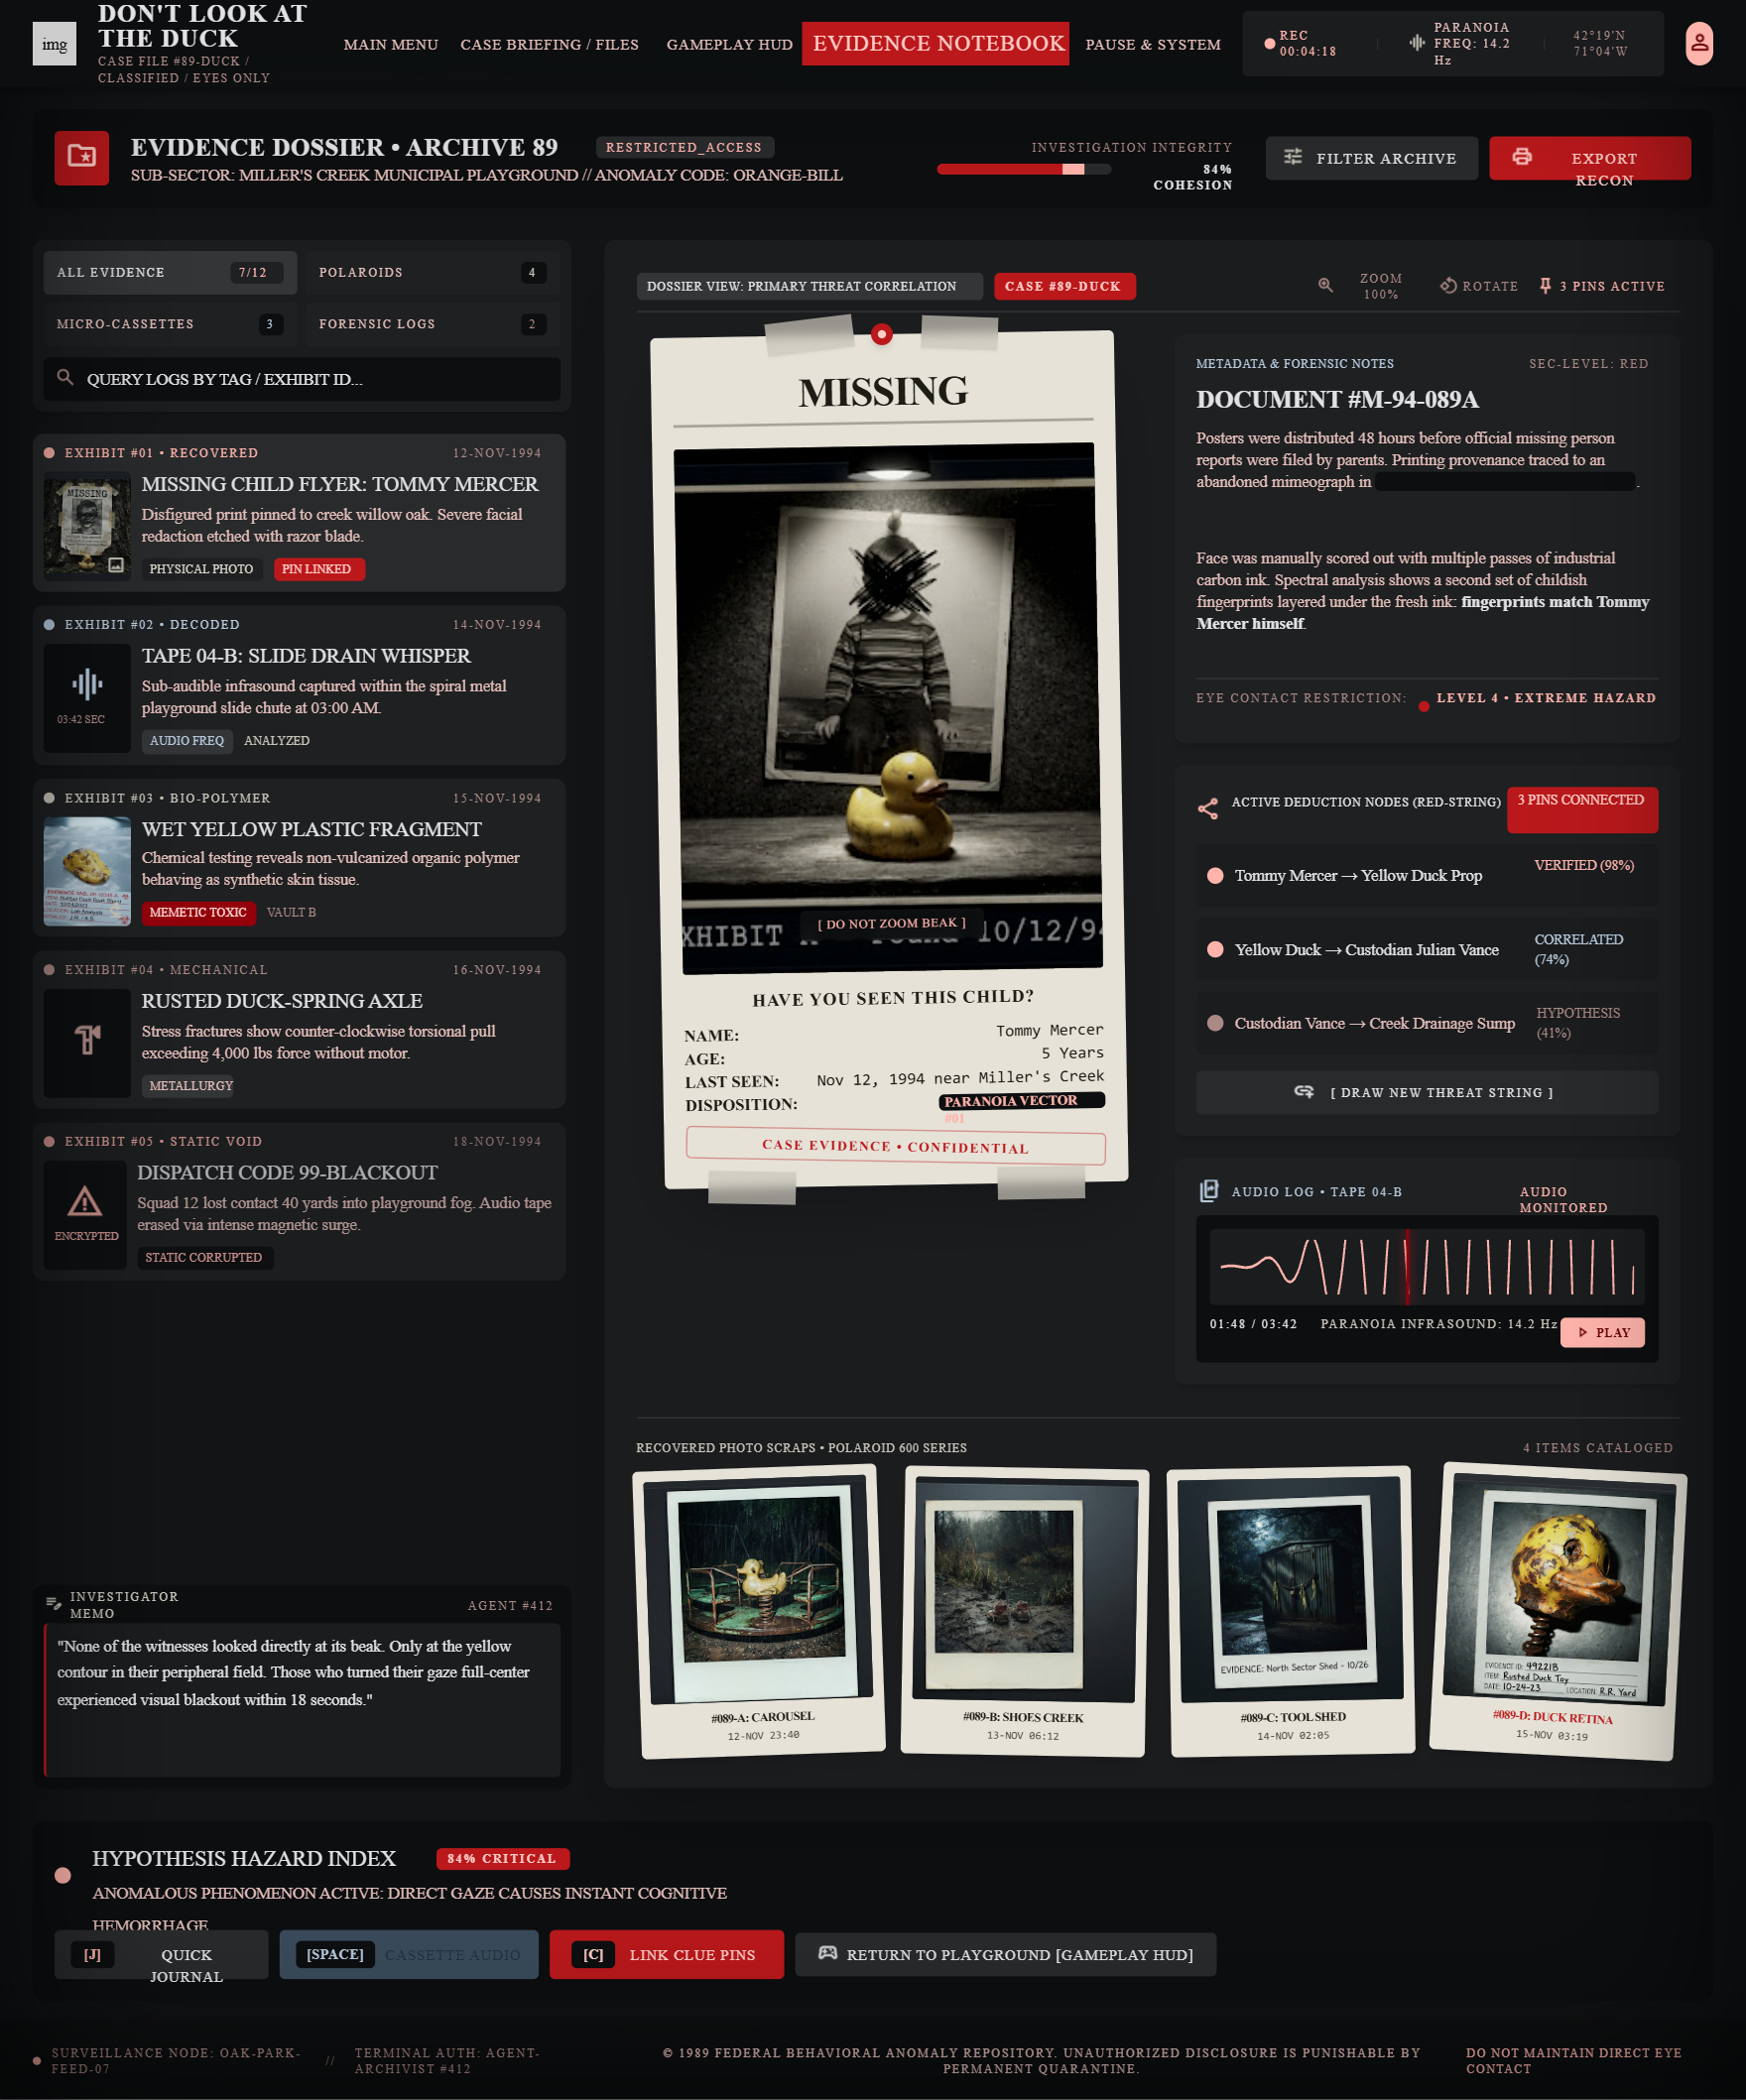 img
DON'T LOOK AT
THE DUCK
CASE FILE #89-DUCK /
CLASSIFIED / EYES ONLY
MAIN MENU
CASE BRIEFING / FILES
GAMEPLAY HUD
EVIDENCE NOTEBOOK
PAUSE & SYSTEM
REC
00:04:18
PARANOIA
FREQ: 14.2
Hz
42°19'N
71°04'W
EVIDENCE DOSSIER • ARCHIVE 89
RESTRICTED_ACCESS
SUB-SECTOR: MILLER'S CREEK MUNICIPAL PLAYGROUND // ANOMALY CODE: ORANGE-BILL
INVESTIGATION INTEGRITY
84%
COHESION
FILTER ARCHIVE
EXPORT
RECON
ALL EVIDENCE
7/12
POLAROIDS
4
MICRO-CASSETTES
3
FORENSIC LOGS
2
QUERY LOGS BY TAG / EXHIBIT ID...
EXHIBIT #01 • RECOVERED
12-NOV-1994
MISSING
MISSING CHILD FLYER: TOMMY MERCER
Disfigured print pinned to creek willow oak. Severe facial
redaction etched with razor blade.
PHYSICAL PHOTO
PIN LINKED
EXHIBIT #02 • DECODED
14-NOV-1994
TAPE 04-B: SLIDE DRAIN WHISPER
Sub-audible infrasound captured within the spiral metal
playground slide chute at 03:00 AM.
03:42 SEC
AUDIO FREQ
ANALYZED
EXHIBIT #03 • BIO-POLYMER
15-NOV-1994
WET YELLOW PLASTIC FRAGMENT
Chemical testing reveals non-vulcanized organic polymer
behaving as synthetic skin tissue.
MEMETIC TOXIC
VAULT B
EXHIBIT #04 • MECHANICAL
16-NOV-1994
RUSTED DUCK-SPRING AXLE
Stress fractures show counter-clockwise torsional pull
exceeding 4,000 lbs force without motor.
METALLURGY
EXHIBIT #05 • STATIC VOID
18-NOV-1994
DISPATCH CODE 99-BLACKOUT
Squad 12 lost contact 40 yards into playground fog. Audio tape
erased via intense magnetic surge.
ENCRYPTED
STATIC CORRUPTED
INVESTIGATOR
MEMO
AGENT #412
"None of the witnesses looked directly at its beak. Only at the yellow
contour in their peripheral field. Those who turned their gaze full-center
experienced visual blackout within 18 seconds."
DOSSIER VIEW: PRIMARY THREAT CORRELATION
CASE #89-DUCK
ZOOM
100%
ROTATE
3 PINS ACTIVE
MISSING
XHIBIT
10/12/9
[ DO NOT ZOOM BEAK ]
HAVE YOU SEEN THIS CHILD?
NAME:
Tommy Mercer
AGE:
5 Years
LAST SEEN:
Nov 12, 1994 near Miller's Creek
DISPOSITION:
PARANOIA VECTOR
#01
CASE EVIDENCE • CONFIDENTIAL
METADATA & FORENSIC NOTES
SEC-LEVEL: RED
DOCUMENT #M-94-089A
Posters were distributed 48 hours before official missing person
reports were filed by parents. Printing provenance traced to an
abandoned mimeograph in .
Face was manually scored out with multiple passes of industrial
carbon ink. Spectral analysis shows a second set of childish
fingerprints layered under the fresh ink: fingerprints match Tommy
Mercer himself.
EYE CONTACT RESTRICTION:
LEVEL 4 • EXTREME HAZARD
ACTIVE DEDUCTION NODES (RED-STRING)
3 PINS CONNECTED
Tommy Mercer → Yellow Duck Prop
VERIFIED (98%)
Yellow Duck → Custodian Julian Vance
CORRELATED
(74%)
Custodian Vance → Creek Drainage Sump
HYPOTHESIS
(41%)
[ DRAW NEW THREAT STRING ]
AUDIO LOG • TAPE 04-B
AUDIO
MONITORED
01:48 / 03:42
PARANOIA INFRASOUND: 14.2 Hz
PLAY
RECOVERED PHOTO SCRAPS • POLAROID 600 SERIES
4 ITEMS CATALOGED
#089-A: CAROUSEL
12-NOV 23:40
#089-B: SHOES CREEK
13-NOV 06:12
EVIDENCE: North Sector Shed - 10/26
#089-C: TOOL SHED
14-NOV 02:05
EVIDENCE ID: 49221B
ITEM: Rusted Duck Toy
DATE: 10-24-23 LOCATION: R.R. Yard
#089-D: DUCK RETINA
15-NOV 03:19
HYPOTHESIS HAZARD INDEX
84% CRITICAL
ANOMALOUS PHENOMENON ACTIVE: DIRECT GAZE CAUSES INSTANT COGNITIVE
HEMORRHAGE
[J]
QUICK
JOURNAL
[SPACE]
CASSETTE AUDIO
[C]
LINK CLUE PINS
RETURN TO PLAYGROUND [GAMEPLAY HUD]
SURVEILLANCE NODE: OAK-PARK-
FEED-07
//
TERMINAL AUTH: AGENT-
ARCHIVIST #412
© 1989 FEDERAL BEHAVIORAL ANOMALY REPOSITORY. UNAUTHORIZED DISCLOSURE IS PUNISHABLE BY
PERMANENT QUARANTINE.
DO NOT MAINTAIN DIRECT EYE
CONTACT